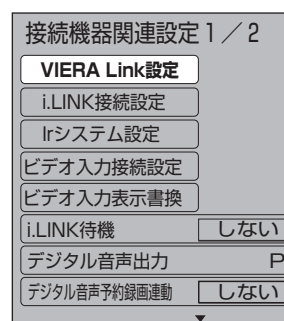 接続機器関連設定1／2
VIERA Link設定
i.LINK接続設定
Irシステム設定
ビデオ入力接続設定
ビデオ入力表示書換
i.LINK待機 しない
デジタル音声出力 P
デジタル音声予約録画連動 しない